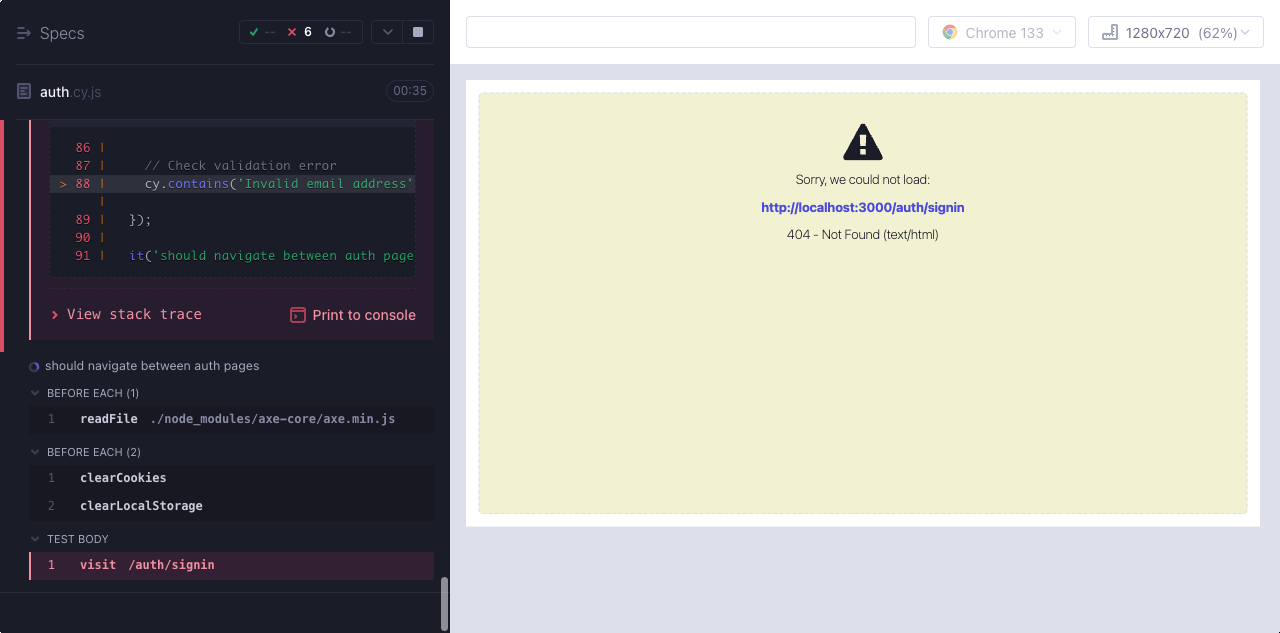 Specs
-- 6 --
auth.cy.js 00:35
86 |
87 | // Check validation error
> 88 | cy.contains('Invalid email address'
|
89 | });
90 |
91 | it('should navigate between auth page
View stack trace Print to console
should navigate between auth pages
BEFORE EACH (1)
1 readFile ./node_modules/axe-core/axe.min.js
BEFORE EACH (2)
1 clearCookies
2 clearLocalStorage
TEST BODY
1 visit /auth/signin
Chrome 133 1280x720 (62%)
Sorry, we could not load:
http://localhost:3000/auth/signin
404 - Not Found (text/html)